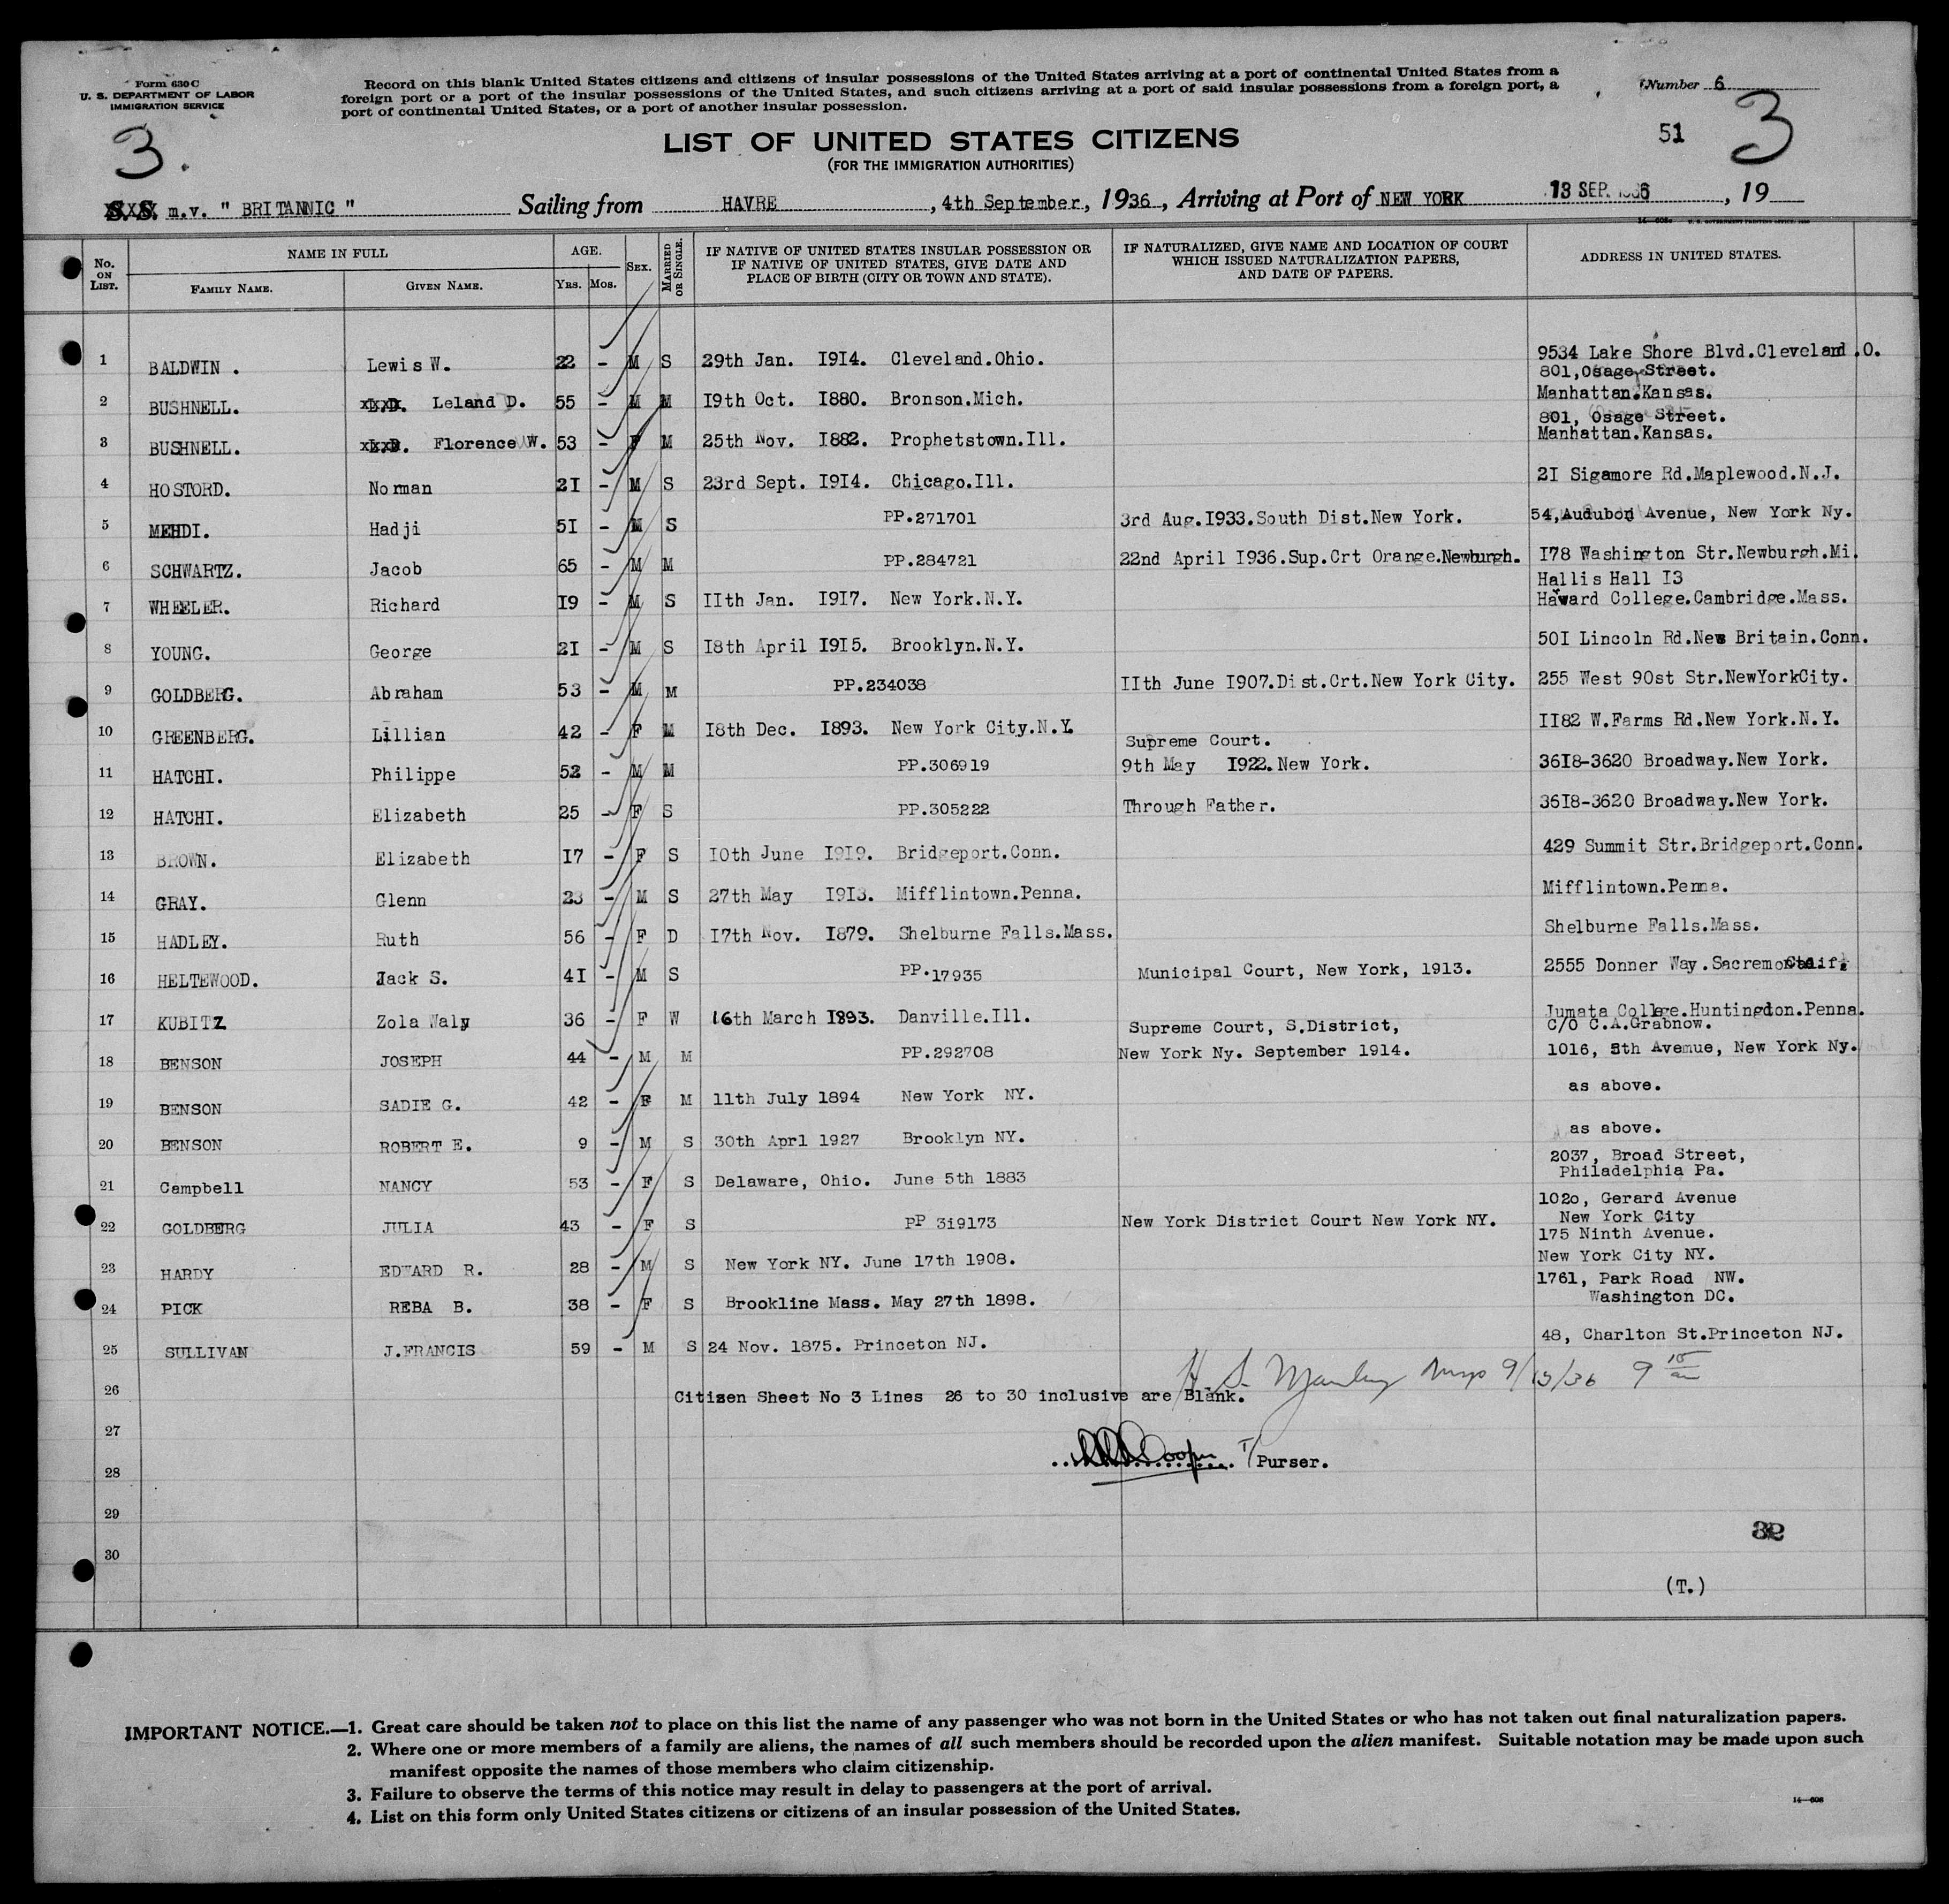 Form 630 C
U. S. DEPARTMENT OF LABOR
IMMIGRATION SERVICE
Record on this blank United States citizens and citizens of insular possessions of the United States arriving at a port of continental United States from a
foreign port or a port of the insular possessions of the United States, and such citizens arriving at a port of said insular possessions from a foreign port, a
port of continental United States, or a port of another insular possession.
Number 6
3.
51
3
LIST OF UNITED STATES CITIZENS
(FOR THE IMMIGRATION AUTHORITIES)
S. S. m.v. " BRITANNIC " Sailing from HAVRE , 4th September, 1936, Arriving at Port of NEW YORK 13 SEP. 1936 , 19
No. ON LIST. NAME IN FULL AGE. SEX. MARRIED OR SINGLE. IF NATIVE OF UNITED STATES INSULAR POSSESSION OR IF NATIVE OF UNITED STATES, GIVE DATE AND PLACE OF BIRTH (CITY OR TOWN AND STATE). IF NATURALIZED, GIVE NAME AND LOCATION OF COURT WHICH ISSUED NATURALIZATION PAPERS, AND DATE OF PAPERS. ADDRESS IN UNITED STATES.
FAMILY NAME. GIVEN NAME. YRS. MOS.
1 BALDWIN . Lewis W. 22 - M S 29th Jan. 1914. Cleveland.Ohio. 9534 Lake Shore Blvd.Cleveland .O.
801,Osage Street.
2 BUSHNELL. Leland D. 55 - M M 19th Oct. 1880. Bronson.Mich. Manhattan.Kansas.
801, Osage Street.
3 BUSHNELL. Florence W. 53 - F M 25th Nov. 1882. Prophetstown.Ill. Manhattan.Kansas.
4 HOSTORD. Norman 21 - M S 23rd Sept. 1914. Chicago.Ill. 21 Sigamore Rd.Maplewood.N.J.
5 MEHDI. Hadji 51 - M S PP.271701 3rd Aug.1933.South Dist.New York. 54,Audubon Avenue, New York Ny.
6 SCHWARTZ. Jacob 65 - M M PP.284721 22nd April 1936.Sup.Crt Orange.Newburgh. 178 Washington Str.Newburgh.Mi.
Hallis Hall 13
7 WHEELER. Richard 19 - M S 11th Jan. 1917. New York.N.Y. Haward College.Cambridge.Mass.
8 YOUNG. George 21 - M S 18th April 1915. Brooklyn.N.Y. 501 Lincoln Rd.New Britain.Conn.
9 GOLDBERG. Abraham 53 - M M PP.234038 11th June 1907.Dist.Crt.New York City. 255 West 90st Str.NewYorkCity.
10 GREENBERG. Lillian 42 - F M 18th Dec. 1893. New York City.N.Y. 1182 W.Farms Rd.New York.N.Y.
Supreme Court.
11 HATCHI. Philippe 52 - M M PP.306919 9th May 1922.New York. 3618-3620 Broadway.New York.
12 HATCHI. Elizabeth 25 - F S PP.305222 Through Father. 3618-3620 Broadway.New York.
13 BROWN. Elizabeth 17 - F S 10th June 1919. Bridgeport.Conn. 429 Summit Str.Bridgeport.Conn.
14 GRAY. Glenn 23 - M S 27th May 1913. Mifflintown.Penna. Mifflintown.Penna.
15 HADLEY. Ruth 56 - F D 17th Nov. 1879. Shelburne Falls.Mass. Shelburne Falls.Mass.
16 HELTEWOOD. Jack S. 41 - M S PP.17935 Municipal Court, New York, 1913. 2555 Donner Way.
17 KUBITZ Zola Waly 36 - F W 16th March 1893. Danville.Ill. Jumata College.Huntingdon.Penna.
C/O C.A.Grabnow.
Supreme Court, S.District,
18 BENSON JOSEPH 44 - M M PP.292708 New York Ny. September 1914. 1016, 5th Avemue, New York Ny.
19 BENSON SADIE G. 42 - F M 11th July 1894 New York NY. as above.
20 BENSON ROBERT E. 9 - M S 30th Aprl 1927 Brooklyn NY. as above.
2037, Broad Street,
21 Campbell NANCY 53 - F S Delaware, Ohio. June 5th 1883 Philadelphia Pa.
1020, Gerard Avenue
22 GOLDBERG JULIA 43 - F S PP 319173 New York District Court New York NY. New York City
175 Ninth Avenue.
23 HARDY EDWARD R. 28 - M S New York NY. June 17th 1908. New York City NY.
1761, Park Road NW.
24 PICK REBA B. 38 - F S Brookline Mass. May 27th 1898. Washington DC.
25 SULLIVAN J.FRANCIS 59 - M S 24 Nov. 1875. Princeton NJ. 48, Charlton St.Princeton NJ.
9/13/36 9
26 Citizen Sheet No 3 Lines 26 to 30 inclusive are Blank.
27
Purser.
28
29
30
(T.)
IMPORTANT NOTICE.—1. Great care should be taken not to place on this list the name of any passenger who was not born in the United States or who has not taken out final naturalization papers.
2. Where one or more members of a family are aliens, the names of all such members should be recorded upon the alien manifest. Suitable notation may be made upon such
manifest opposite the names of those members who claim citizenship.
3. Failure to observe the terms of this notice may result in delay to passengers at the port of arrival.
4. List on this form only United States citizens or citizens of an insular possession of the United States.